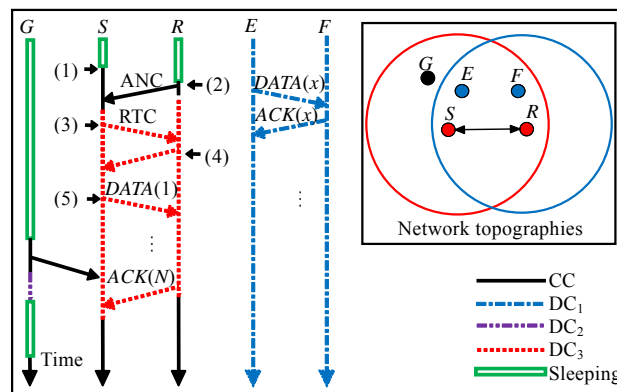 G S R E F
(1)
ANC
(2)
DATA(x)
(3)
RTC
ACK(x)
(4)
(5)
DATA(1)
⋮
⋮
ACK(N)
Time
G
E F
S R
Network topographies
CC
DC1
DC2
DC3
Sleeping